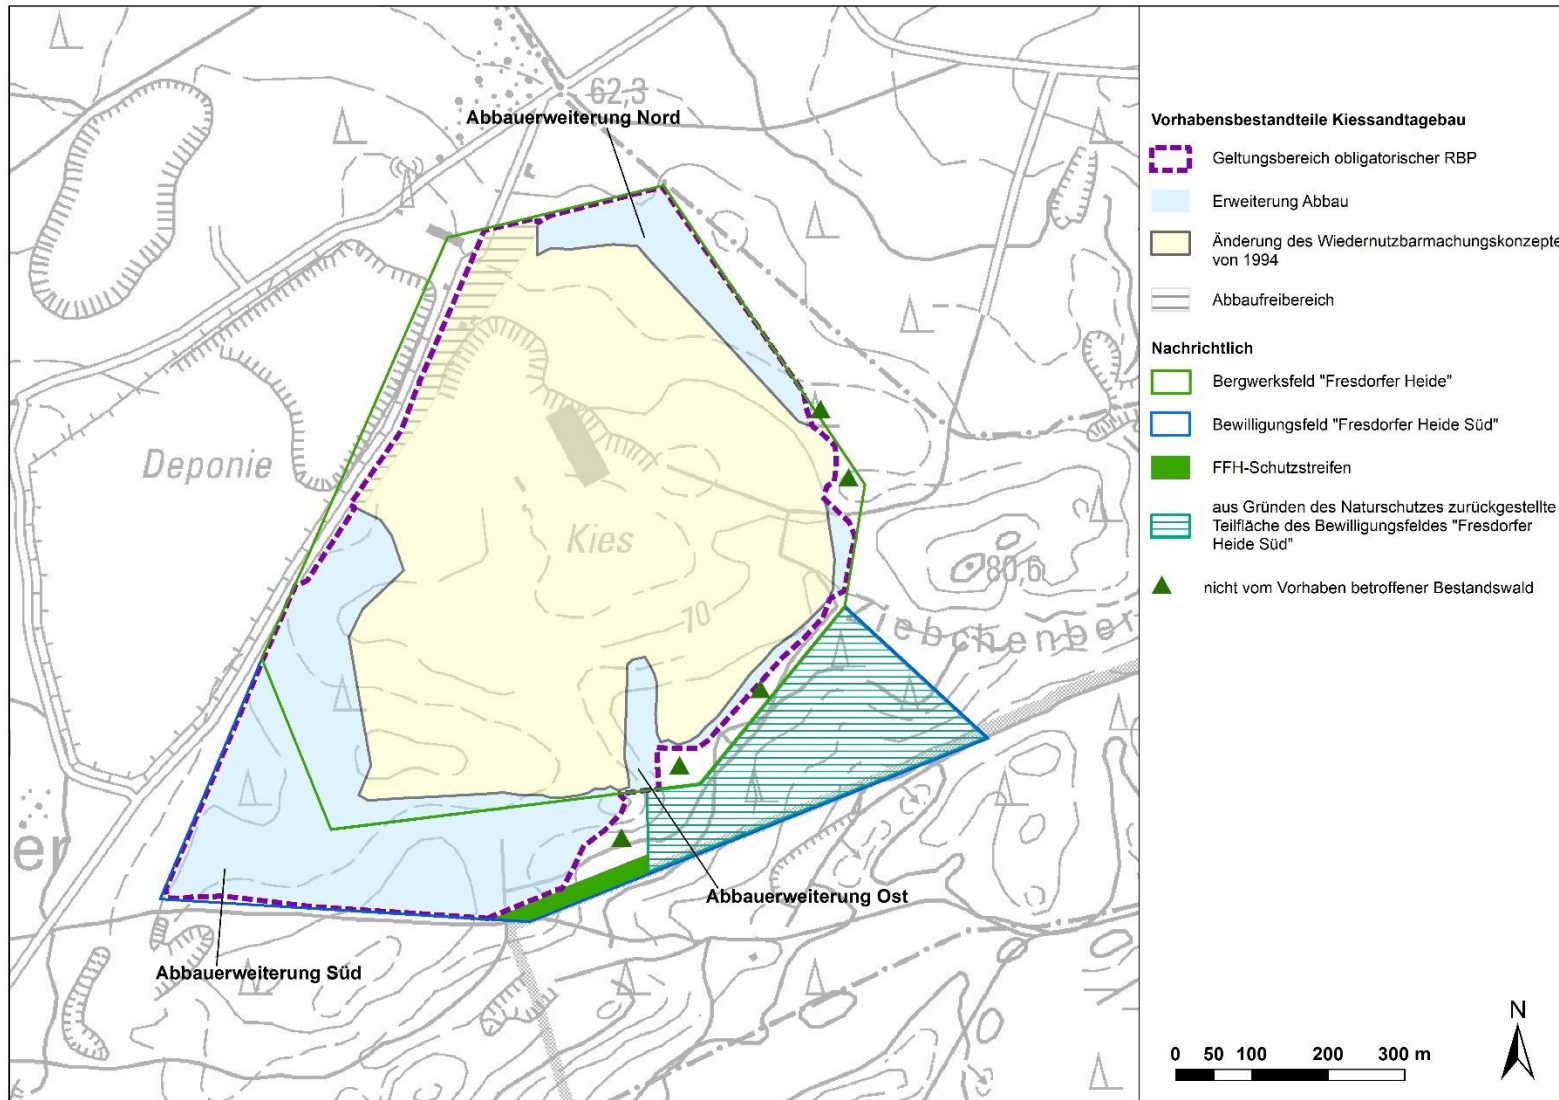 62,3
Abbauerweiterung Nord
Deponie
Kies
70
80,6
Ziebchenber
er
Abbauerweiterung Ost
Abbauerweiterung Süd
Vorhabensbestandteile Kiessandtagebau
Geltungsbereich obligatorischer RBP
Erweiterung Abbau
Änderung des Wiedernutzbarmachungskonzepte
von 1994
Abbaufreibereich
Nachrichtlich
Bergwerksfeld "Fresdorfer Heide"
Bewilligungsfeld "Fresdorfer Heide Süd"
FFH-Schutzstreifen
aus Gründen des Naturschutzes zurückgestellte
Teilfläche des Bewilligungsfeldes "Fresdorfer
Heide Süd"
nicht vom Vorhaben betroffener Bestandswald
N
0 50 100 200 300 m